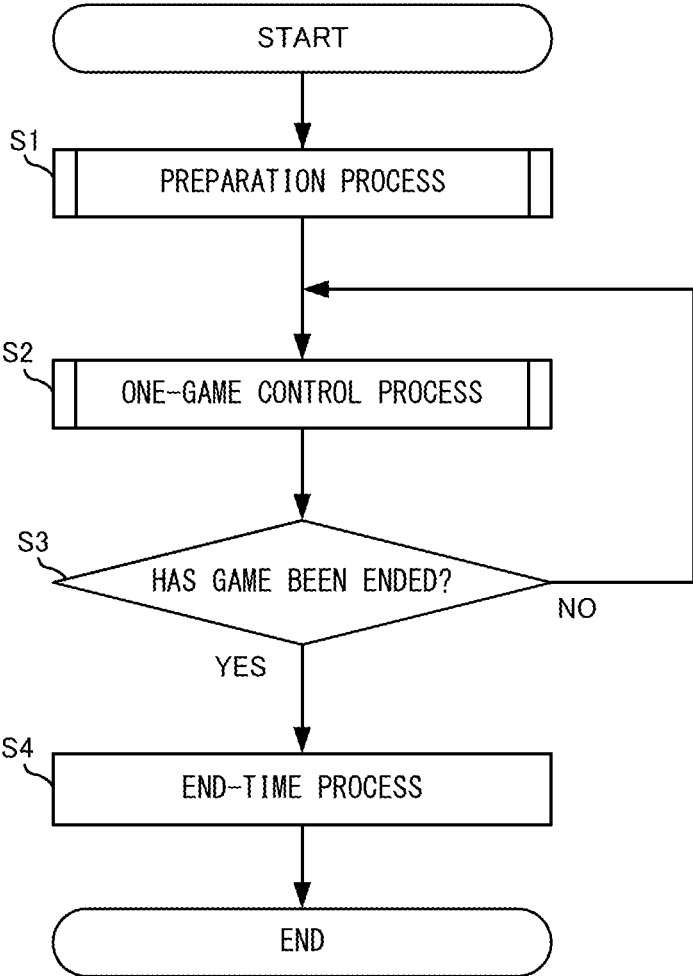 START
S1
PREPARATION PROCESS
S2
ONE-GAME CONTROL PROCESS
S3
HAS GAME BEEN ENDED?
NO
YES
S4
END-TIME PROCESS
END